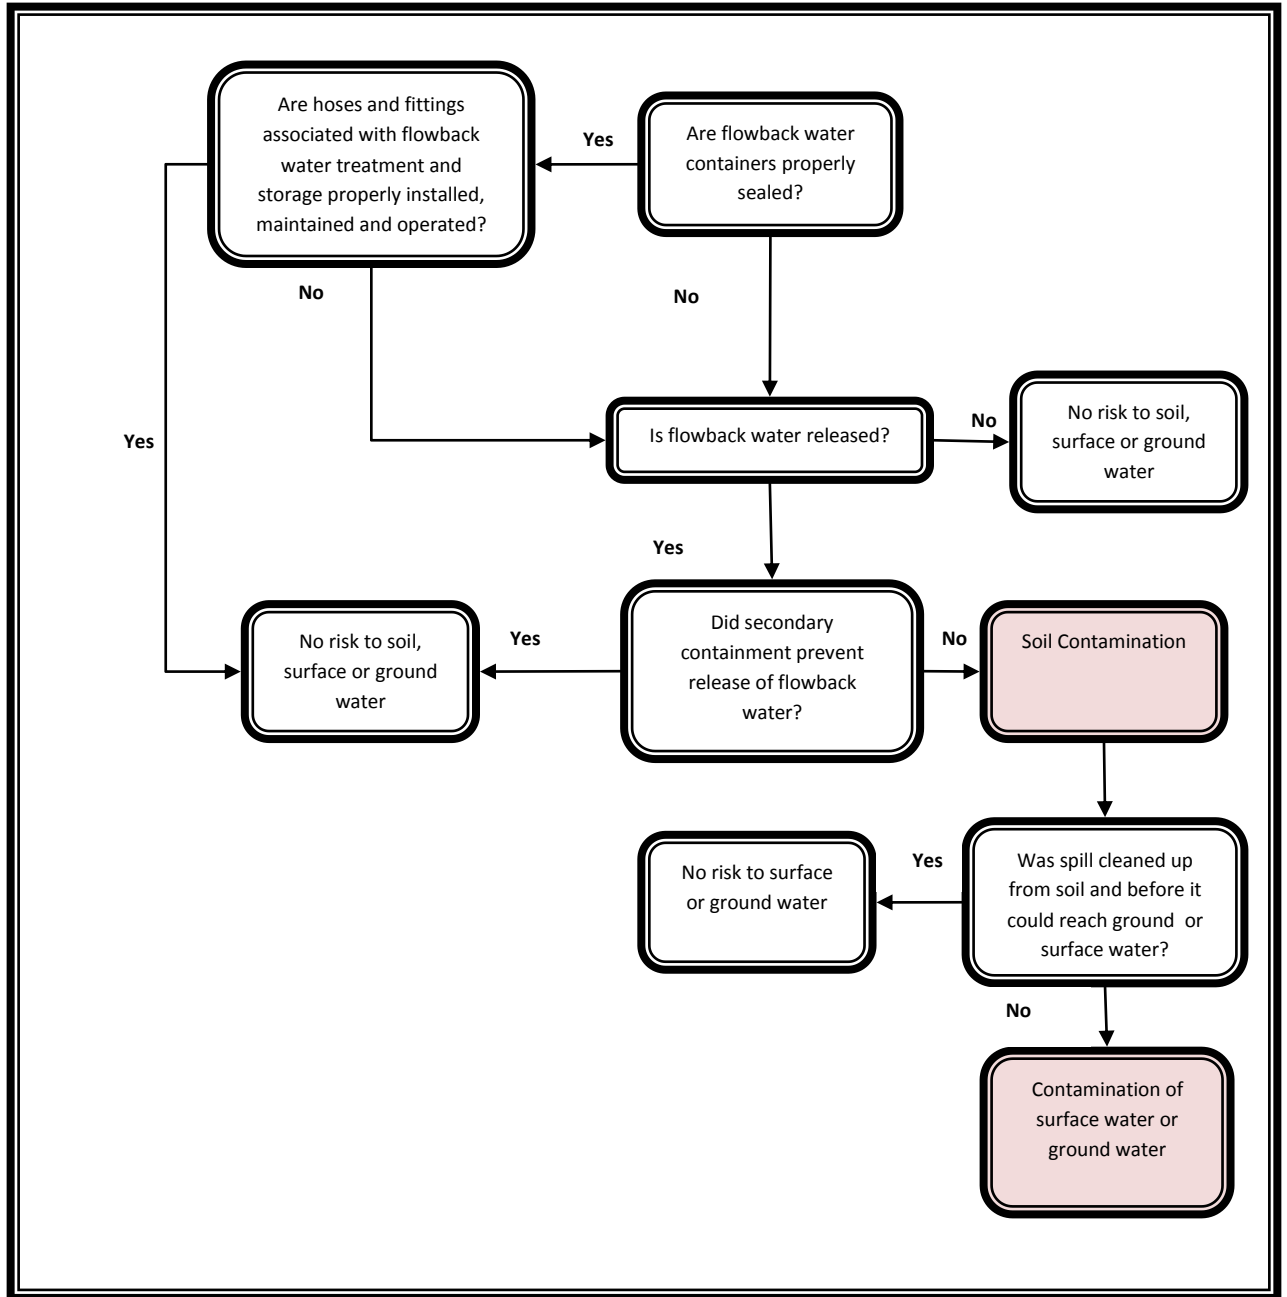 Are hoses and fittings
associated with flowback
water treatment and
storage properly installed,
maintained and operated?
Yes
Are flowback water
containers properly
sealed?
No
No
Yes
Is flowback water released?
No
No risk to soil,
surface or ground
water
Yes
No risk to soil,
surface or ground
water
Yes
Did secondary
containment prevent
release of flowback
water?
No
Soil Contamination
No risk to surface
or ground water
Yes
Was spill cleaned up
from soil and before it
could reach ground or
surface water?
No
Contamination of
surface water or
ground water